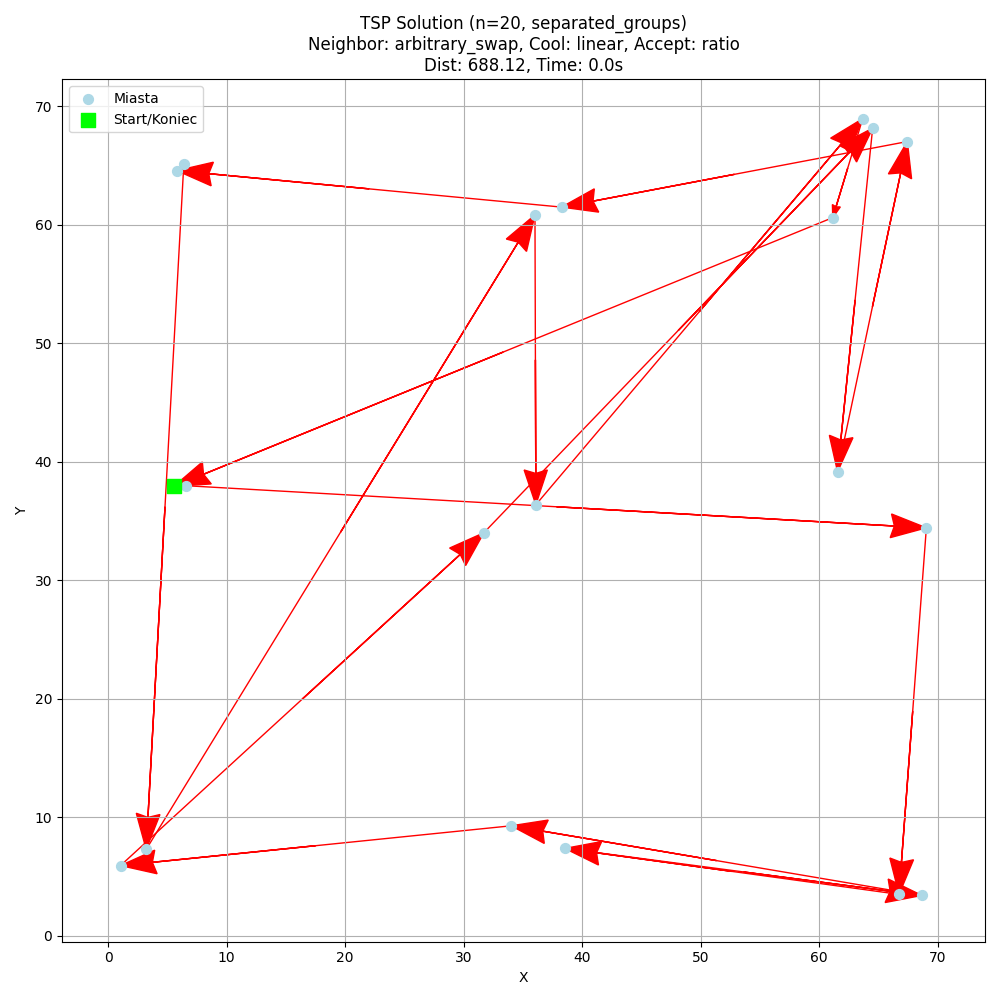 TSP Solution (n=20, separated_groups)
Neighbor: arbitrary_swap, Cool: linear, Accept: ratio
Dist: 688.12, Time: 0.0s
Miasta
Start/Koniec
70
60
50
40
30
20
10
0
Y
0 10 20 30 40 50 60 70
X